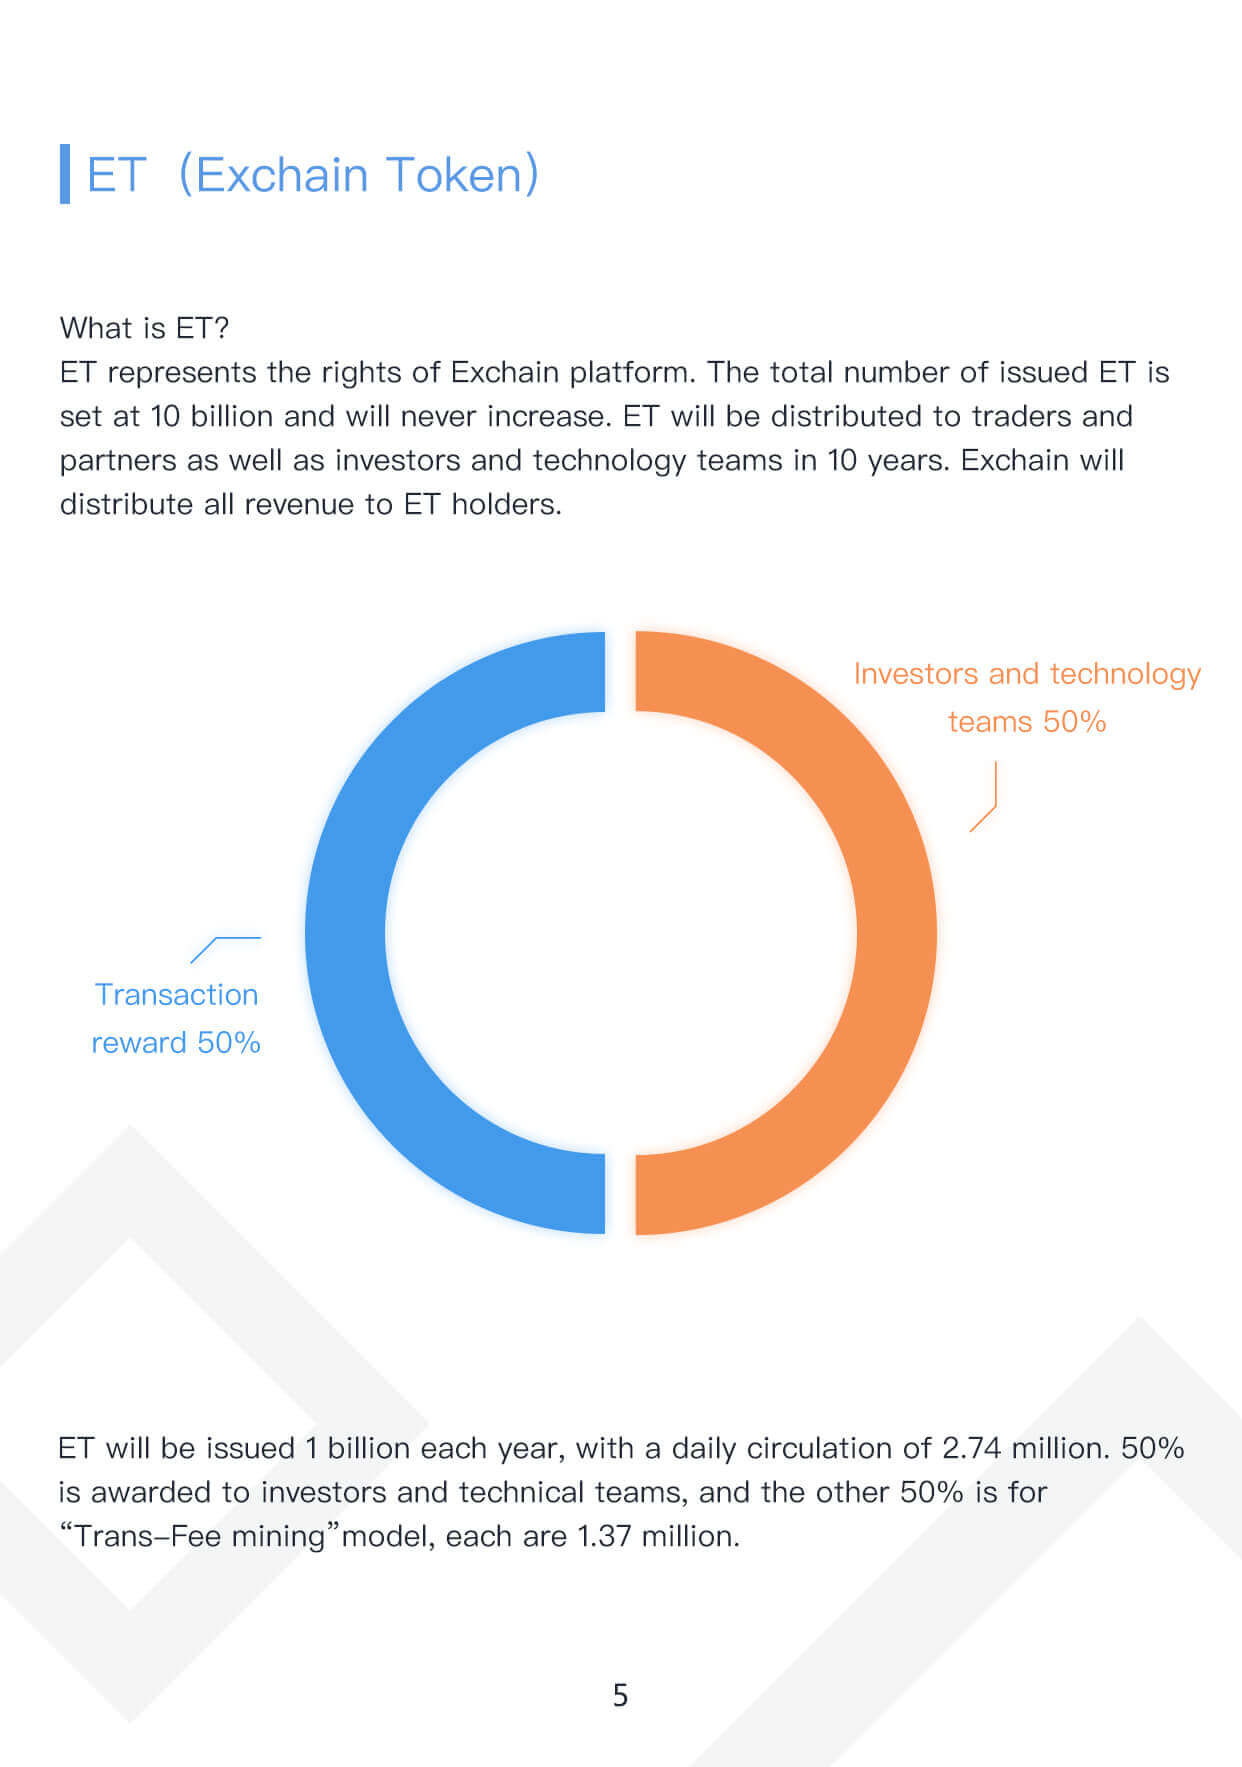 ET（Exchain Token）
What is ET?
ET represents the rights of Exchain platform. The total number of issued ET is
set at 10 billion and will never increase. ET will be distributed to traders and
partners as well as investors and technology teams in 10 years. Exchain will
distribute all revenue to ET holders.
Investors and technology
teams 50%
Transaction
reward 50%
ET will be issued 1 billion each year, with a daily circulation of 2.74 million. 50%
is awarded to investors and technical teams, and the other 50% is for
“Trans–Fee mining”model, each are 1.37 million.
5